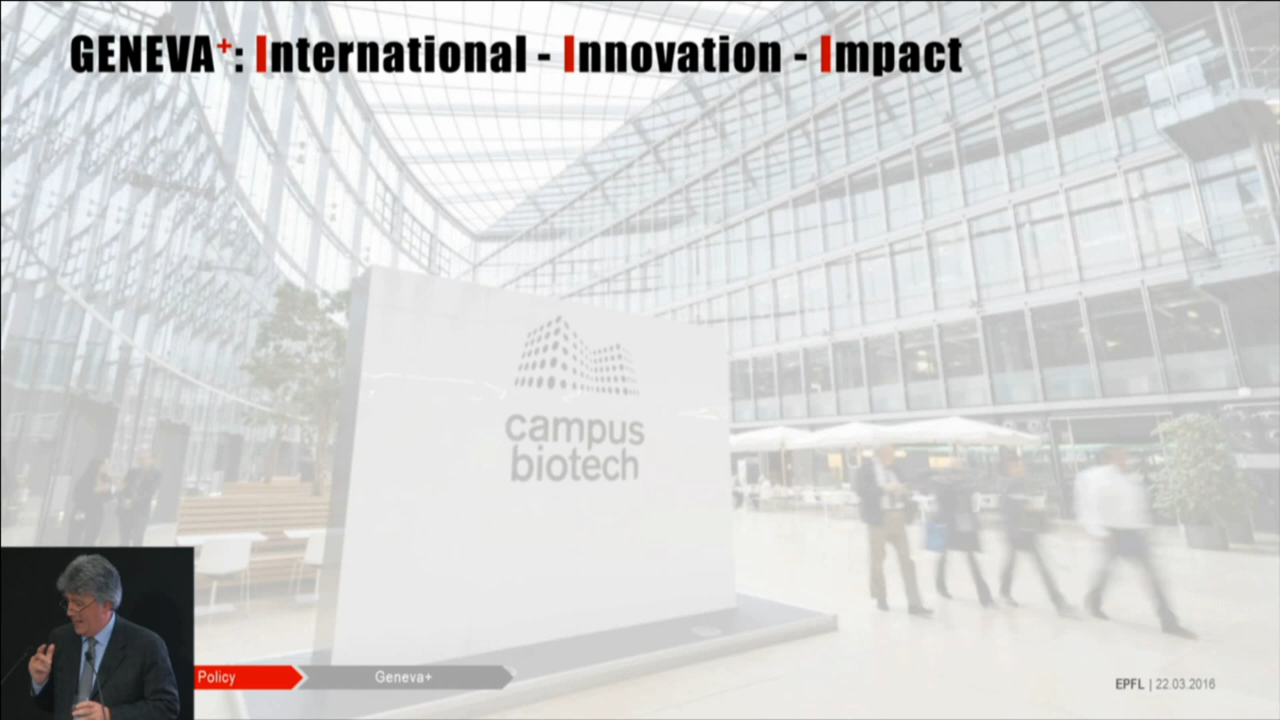 GENEVA+: International - Innovation - Impact
campus
biotech
Policy
Geneva+
EPFL | 22.03.2016